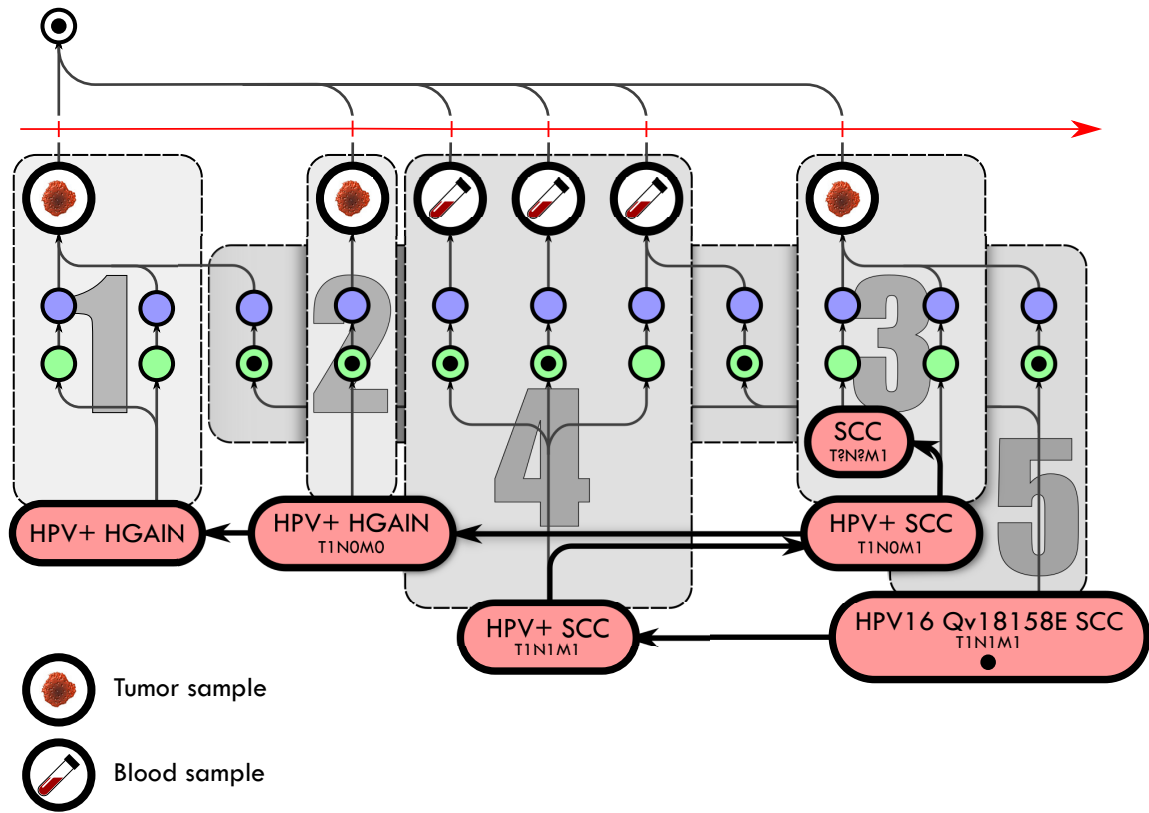 1
2
3
4
5
SCC
T?N?M1
HPV+ HGAIN
HPV+ HGAIN
T1N0M0
HPV+ SCC
T1N0M1
HPV+ SCC
T1N1M1
HPV16 Qv18158E SCC
T1N1M1
Tumor sample
Blood sample